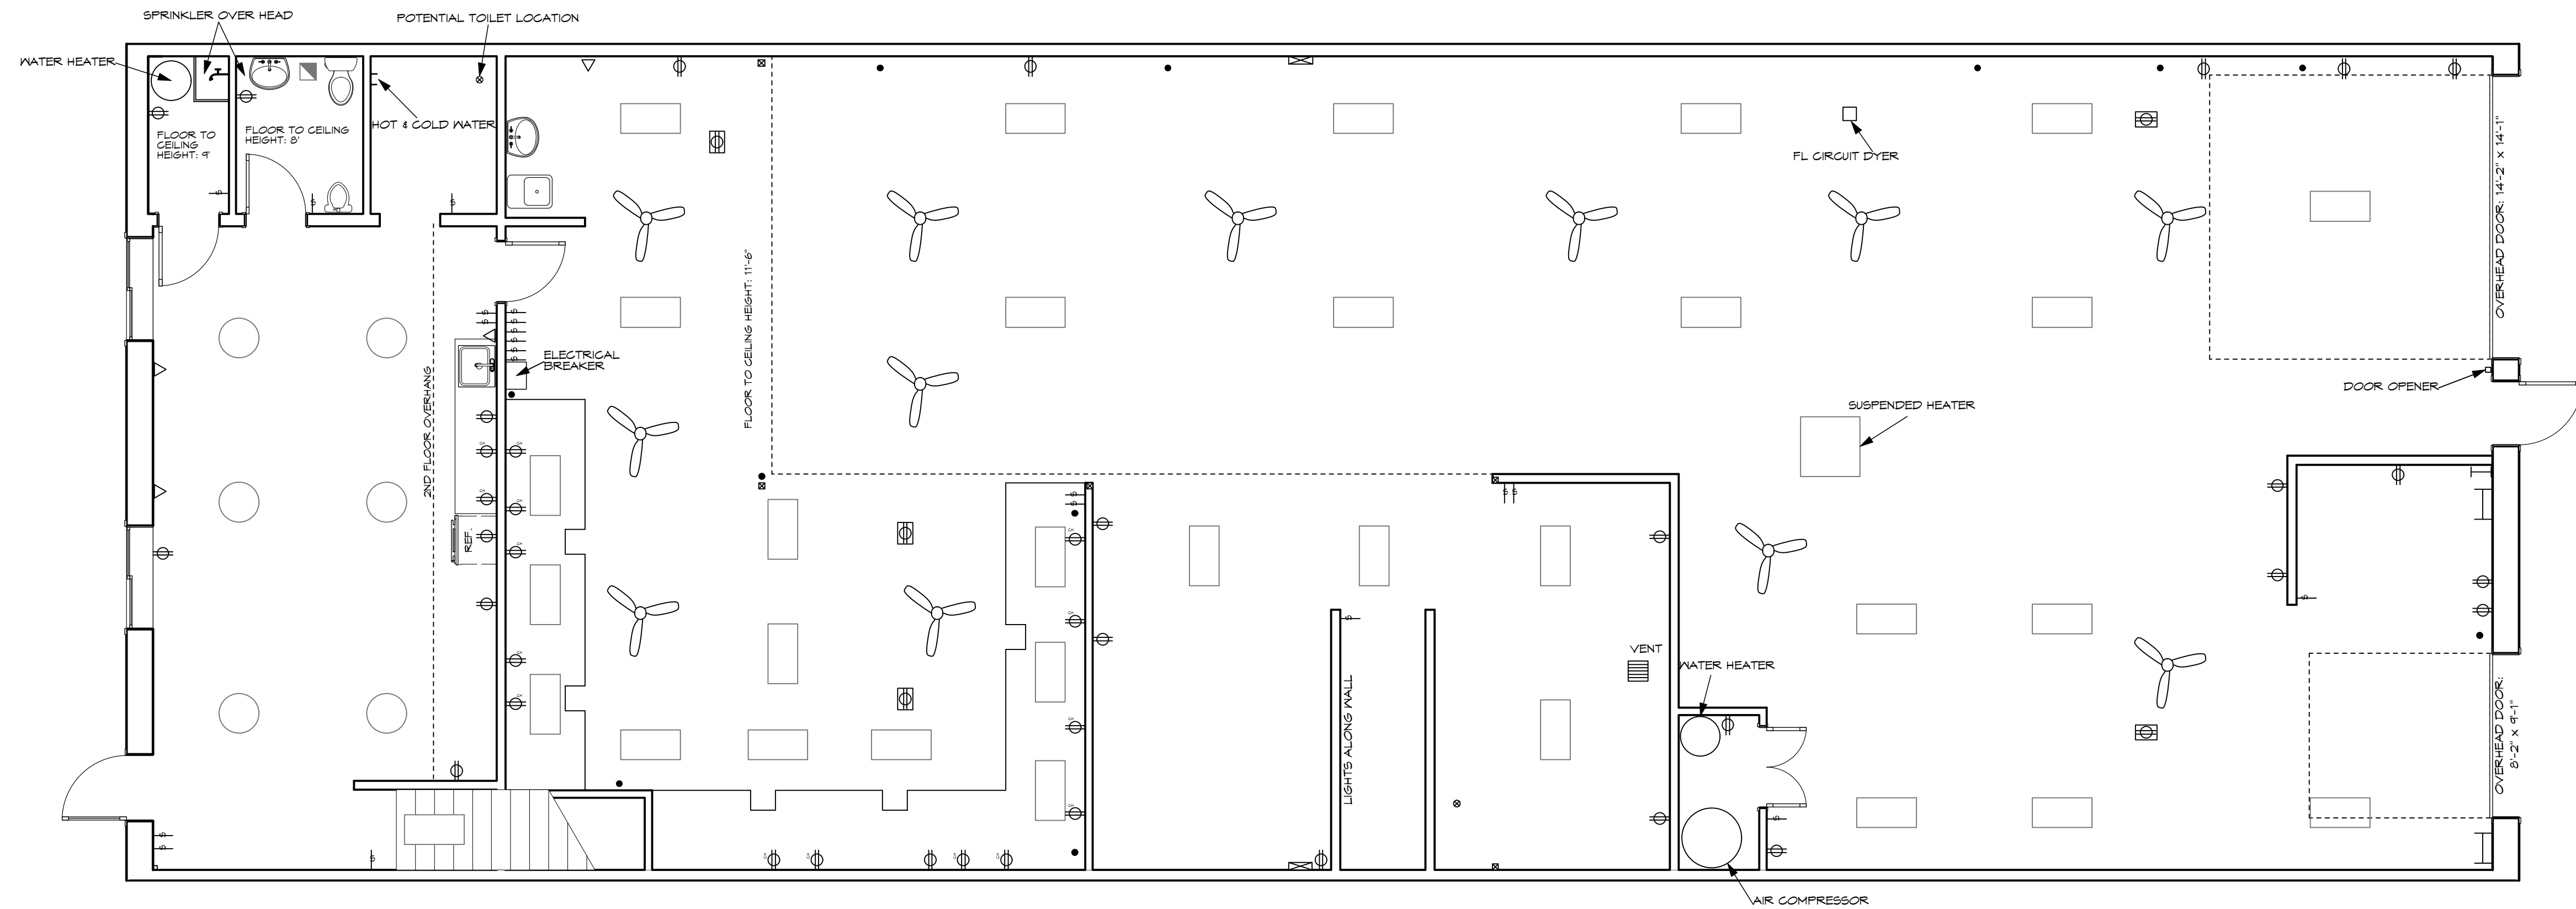 SPRINKLER OVER HEAD
POTENTIAL TOILET LOCATION
WATER HEATER
HOT & COLD WATER
FLOOR TO
CEILING
HEIGHT: 9'
FLOOR TO CEILING
HEIGHT: 8'
FL CIRCUIT DYER
OVERHEAD DOOR: 14'-2" x 14'-1"
FLOOR TO CEILING HEIGHT: 11'-6"
ELECTRICAL
BREAKER
2ND FLOOR OVERHANG
DOOR OPENER
SUSPENDED HEATER
REF.
VENT
WATER HEATER
LIGHTS ALONG WALL
OVERHEAD DOOR:
8'-2" x 9'-1"
AIR COMPRESSOR